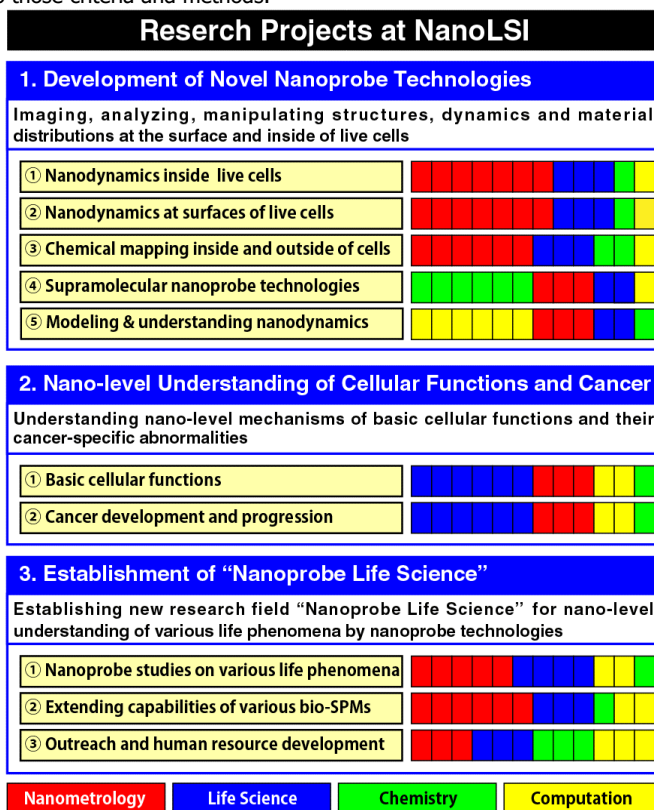 those criteria and methods.
Reserch Projects at NanoLSI
1. Development of Novel Nanoprobe Technologies
Imaging, analyzing, manipulating structures, dynamics and material
distributions at the surface and inside of live cells
① Nanodynamics inside live cells
② Nanodynamics at surfaces of live cells
③ Chemical mapping inside and outside of cells
④ Supramolecular nanoprobe technologies
⑤ Modeling & understanding nanodynamics
2. Nano-level Understanding of Cellular Functions and Cancer
Understanding nano-level mechanisms of basic cellular functions and their
cancer-specific abnormalities
① Basic cellular functions
② Cancer development and progression
3. Establishment of “Nanoprobe Life Science”
Establishing new research field “Nanoprobe Life Science” for nano-level
understanding of various life phenomena by nanoprobe technologies
① Nanoprobe studies on various life phenomena
② Extending capabilities of various bio-SPMs
③ Outreach and human resource development
Nanometrology Life Science Chemistry Computation